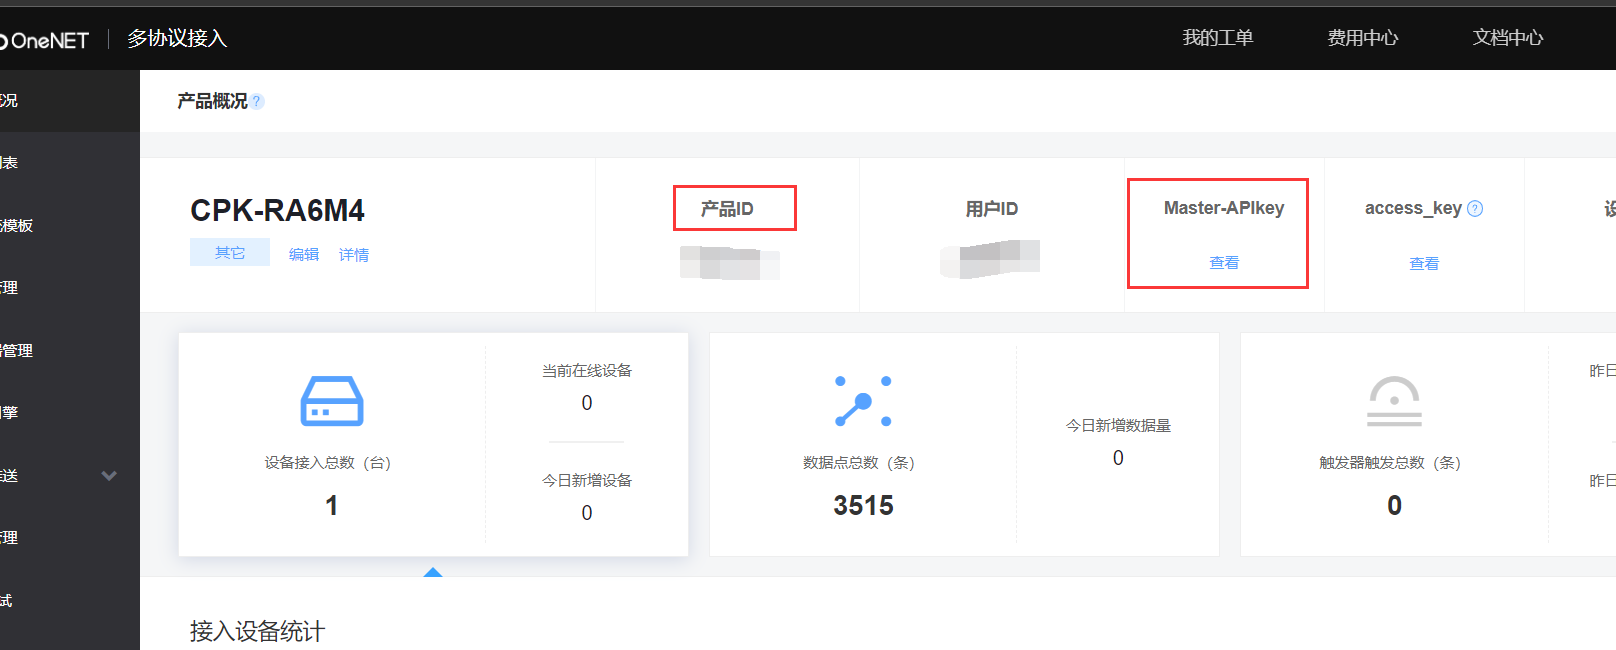 OneNET
多协议接入
我的工单
费用中心
文档中心
况
表
模板
管理
管理
擎
送
管理
试
产品概况 ?
CPK-RA6M4
其它
编辑
详情
产品ID
用户ID
Master-APIkey
查看
access_key ?
查看
设备接入总数（台）
1
当前在线设备
0
今日新增设备
0
数据点总数（条）
3515
今日新增数据量
0
触发器触发总数（条）
0
昨日
昨日
接入设备统计